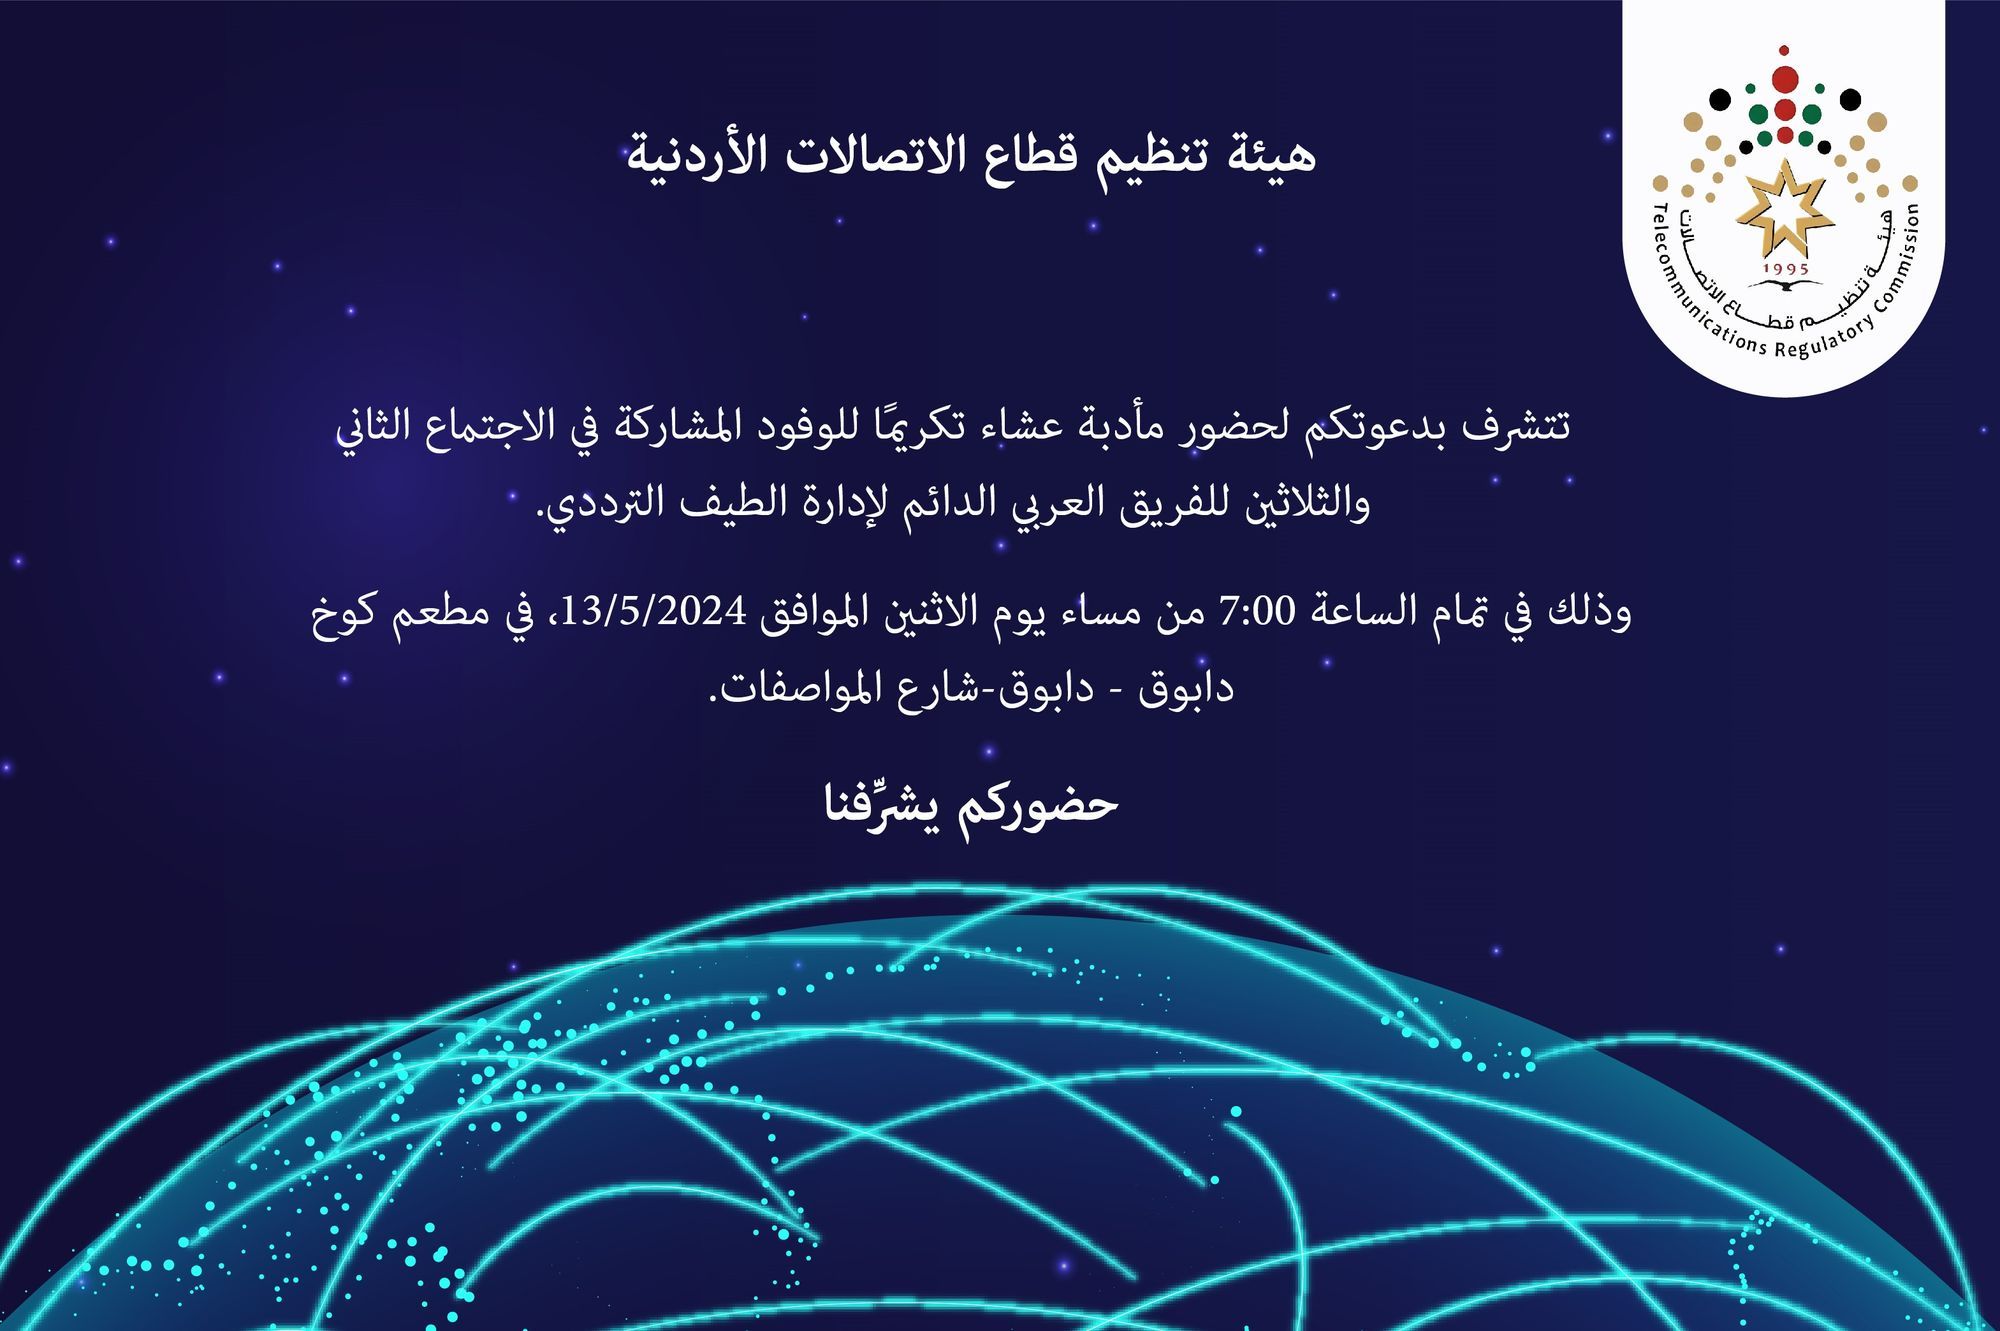 هيئة تنظيم قطاع الاتصالات الأردنية
1995
هيئة تنظيم قطاع الاتصالات
Telecommunications Regulatory Commission
تتشرف بدعوتكم لحضور مأدبة عشاء تكريمًا للوفود المشاركة في الاجتماع الثاني
والثلاثين للفريق العربي الدائم لإدارة الطيف الترددي.
وذلك في تمام الساعة 7:00 من مساء يوم الاثنين الموافق 13/5/2024، في مطعم كوخ
دابوق - دابوق-شارع المواصفات.
حضوركم يشرِّفنا